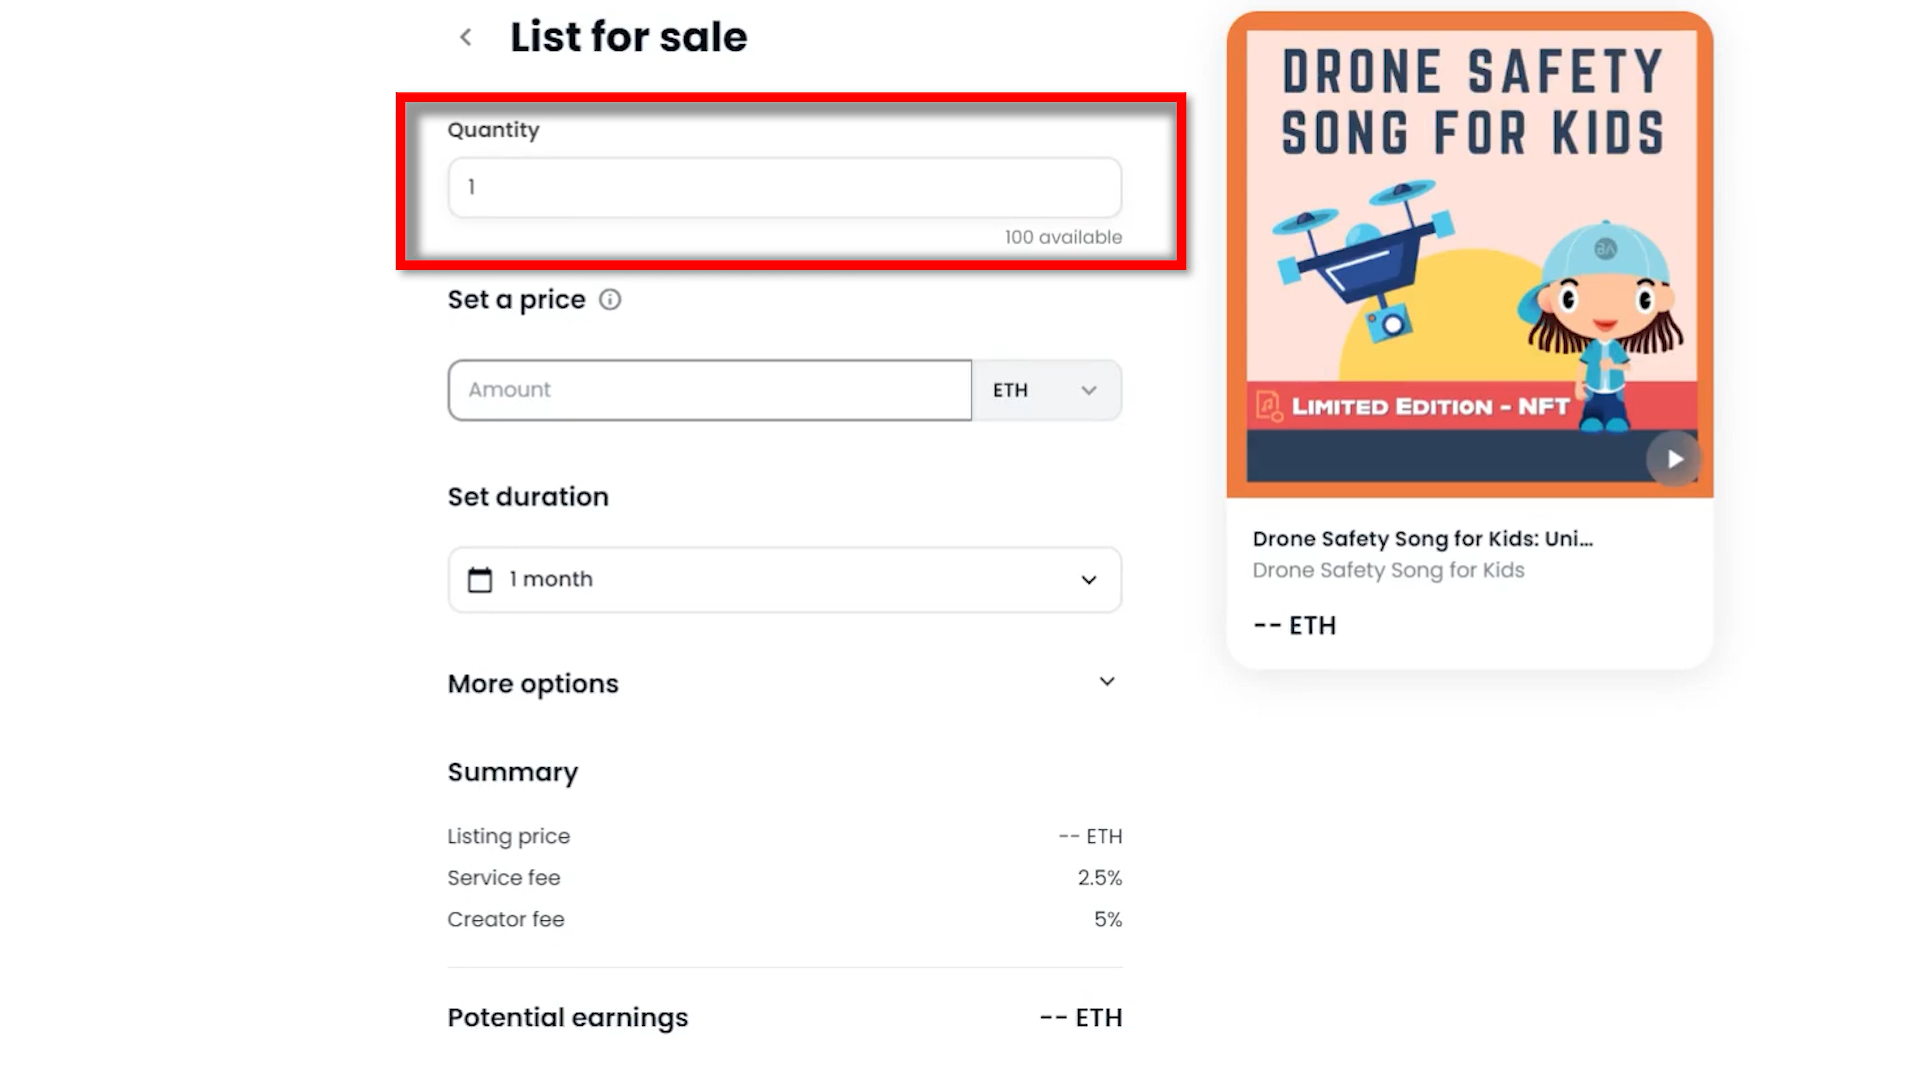 List for sale
Quantity
1
100 available
Set a price
Amount
ETH
Set duration
1 month
More options
Summary
Listing price
-- ETH
Service fee
2.5%
Creator fee
5%
Potential earnings
-- ETH
DRONE SAFETY
SONG FOR KIDS
BA
LIMITED EDITION - NFT
Drone Safety Song for Kids: Uni...
Drone Safety Song for Kids
-- ETH